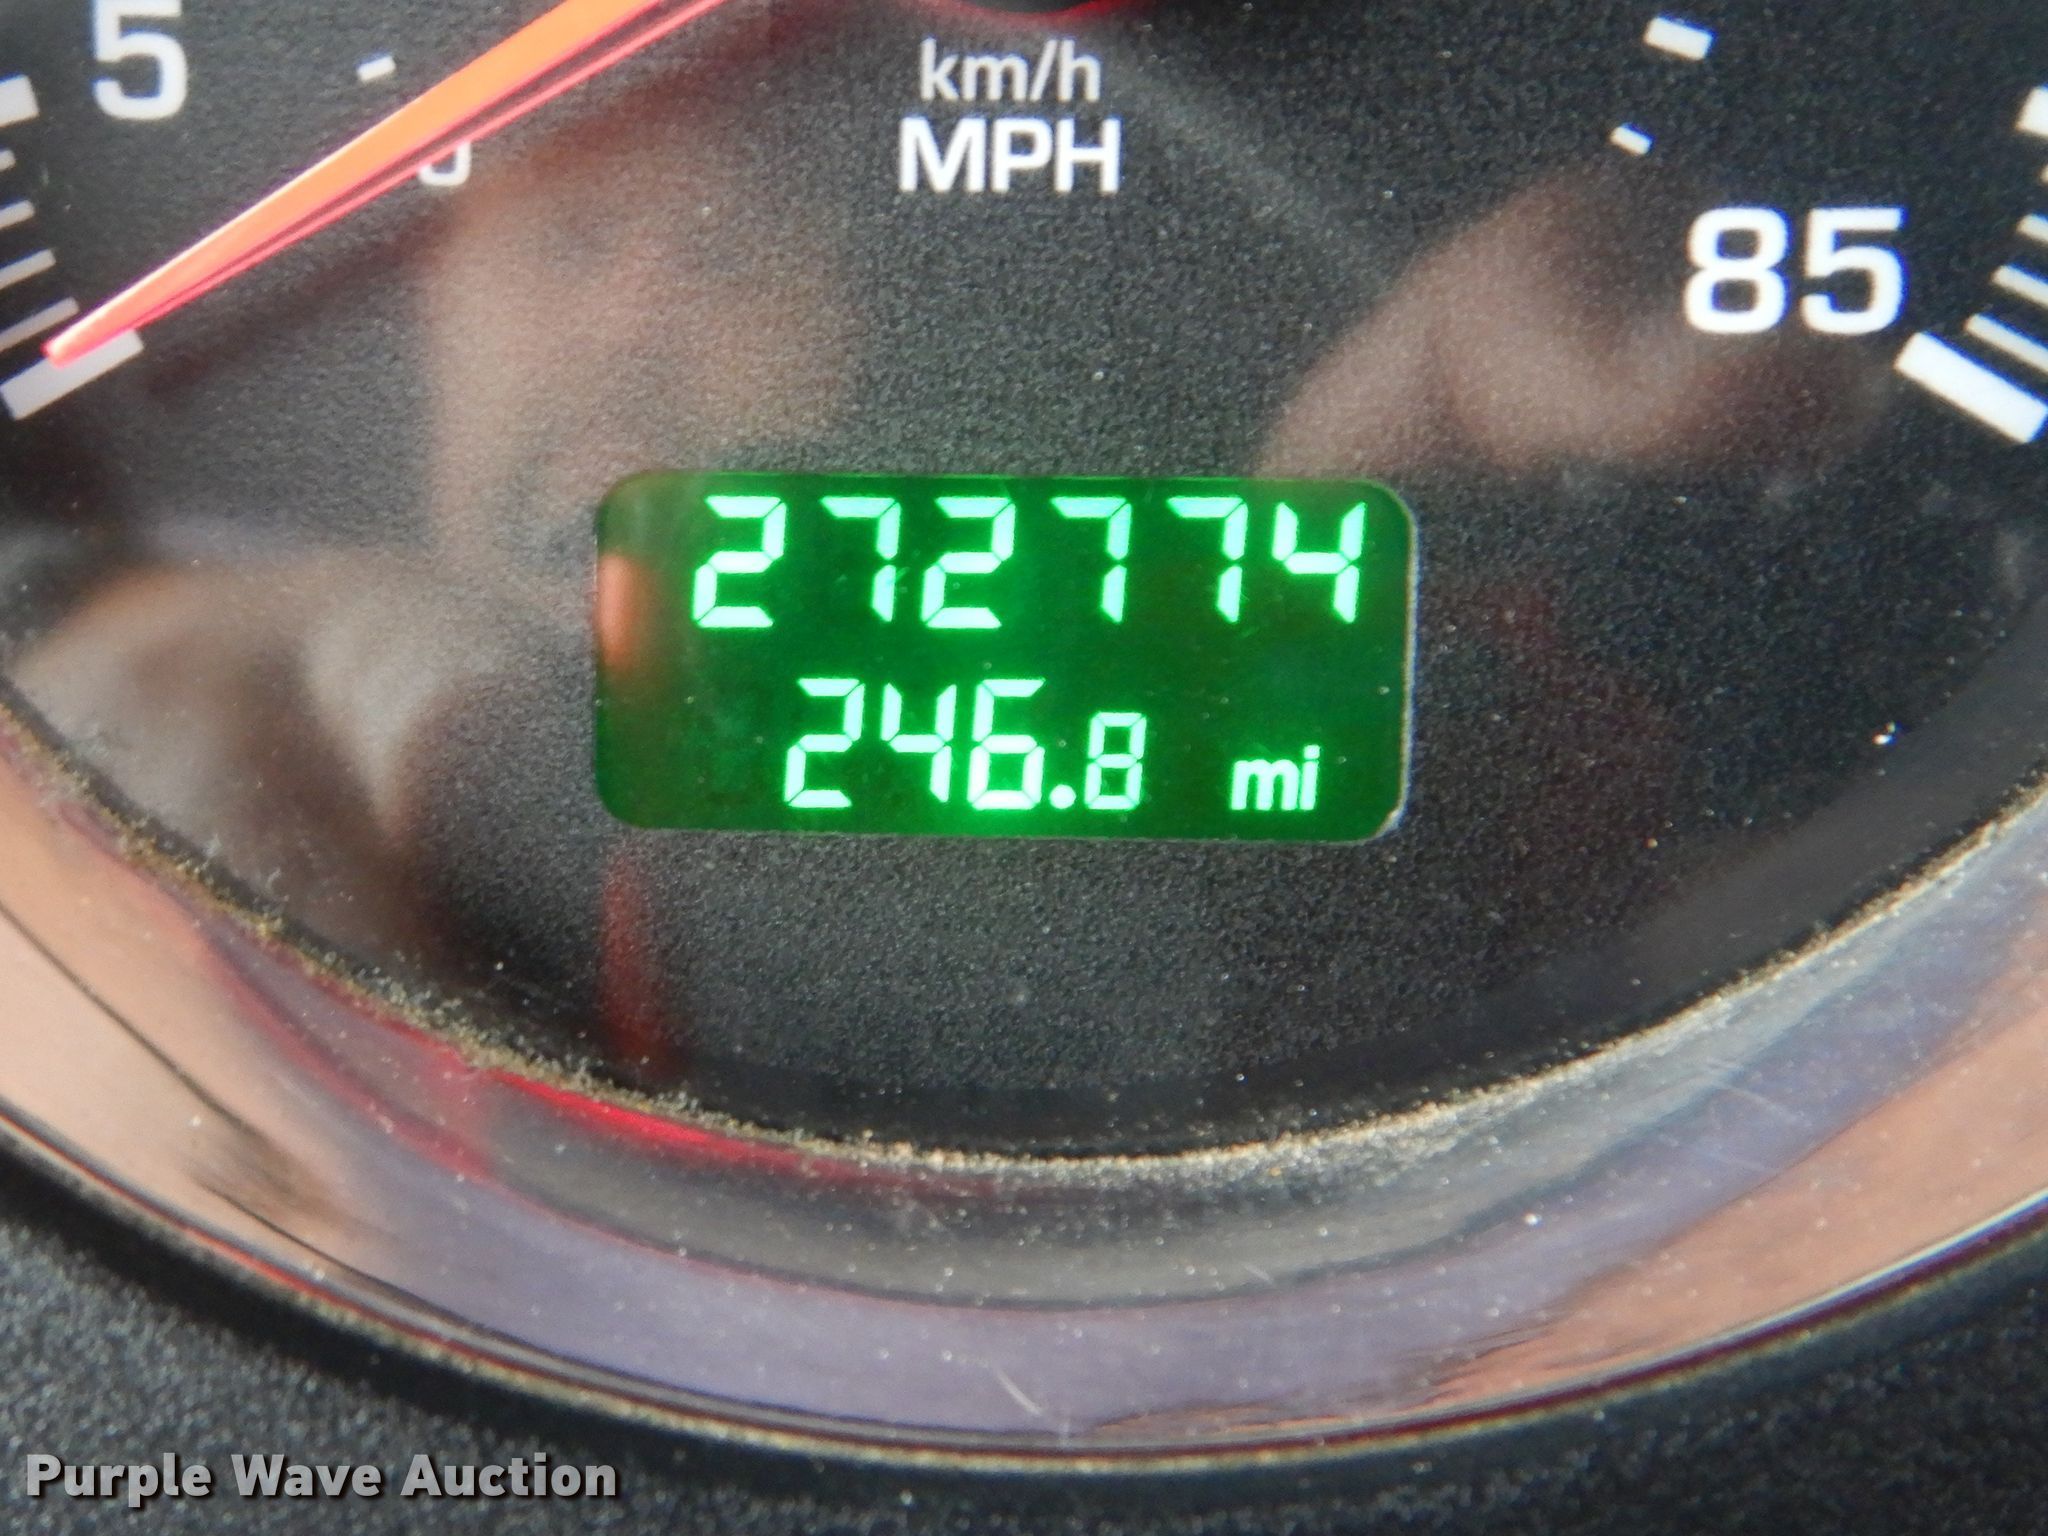 5
km/h
MPH
85
272774
246.8 mi
Purple Wave Auction